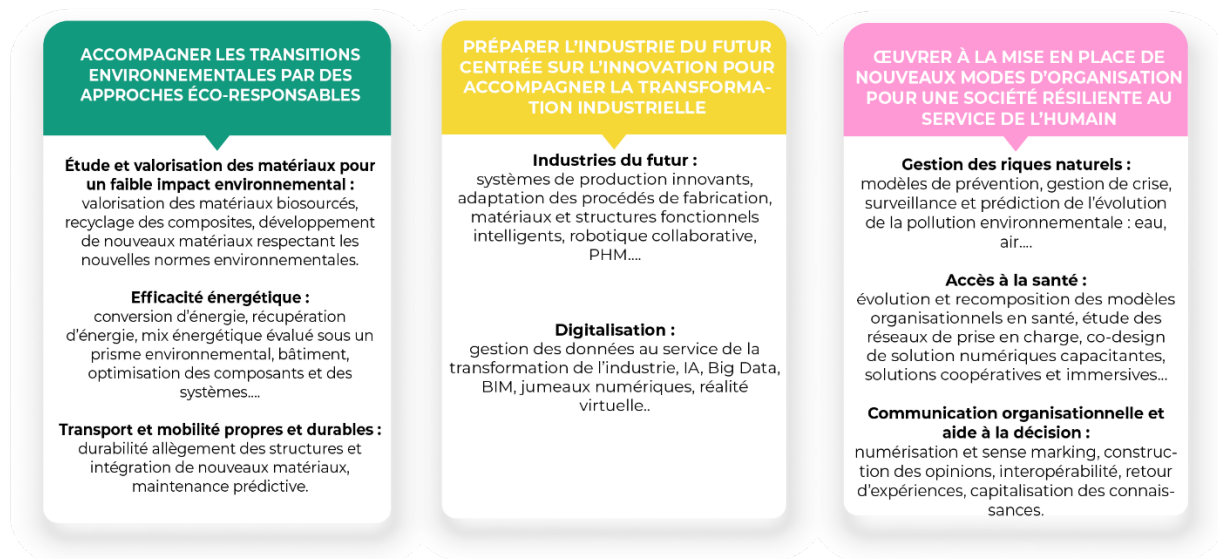 ACCOMPAGNER LES TRANSITIONS
ENVIRONNEMENTALES PAR DES
APPROCHES ÉCO-RESPONSABLES
Étude et valorisation des matériaux pour
un faible impact environnemental :
valorisation des matériaux biosourcés,
recyclage des composites, développement
de nouveaux matériaux respectant les
nouvelles normes environnementales.
Efficacité énergétique :
conversion d'énergie, récupération
d'énergie, mix énergétique évalué sous un
prisme environnemental, bâtiment,
optimisation des composants et des
systèmes....
Transport et mobilité propres et durables :
durabilité allègement des structures et
intégration de nouveaux matériaux,
maintenance prédictive.
PRÉPARER L'INDUSTRIE DU FUTUR
CENTRÉE SUR L'INNOVATION POUR
ACCOMPAGNER LA TRANSFORMA-
TION INDUSTRIELLE
Industries du futur :
systèmes de production innovants,
adaptation des procédés de fabrication,
matériaux et structures fonctionnels
intelligents, robotique collaborative,
PHM....
Digitalisation :
gestion des données au service de la
transformation de l'industrie, IA, Big Data,
BIM, jumeaux numériques, réalité
virtuelle..
ŒUVRER À LA MISE EN PLACE DE
NOUVEAUX MODES D'ORGANISATION
POUR UNE SOCIÉTÉ RÉSILIENTE AU
SERVICE DE L'HUMAIN
Gestion des riques naturels :
modèles de prévention, gestion de crise,
surveillance et prédiction de l'évolution
de la pollution environnementale : eau,
air....
Accès à la santé :
évolution et recomposition des modèles
organisationnels en santé, étude des
réseaux de prise en charge, co-design
de solution numériques capacitantes,
solutions coopératives et immersives...
Communication organisationnelle et
aide à la décision :
numérisation et sense marking, construc-
tion des opinions, interopérabilité, retour
d'expériences, capitalisation des connais-
sances.